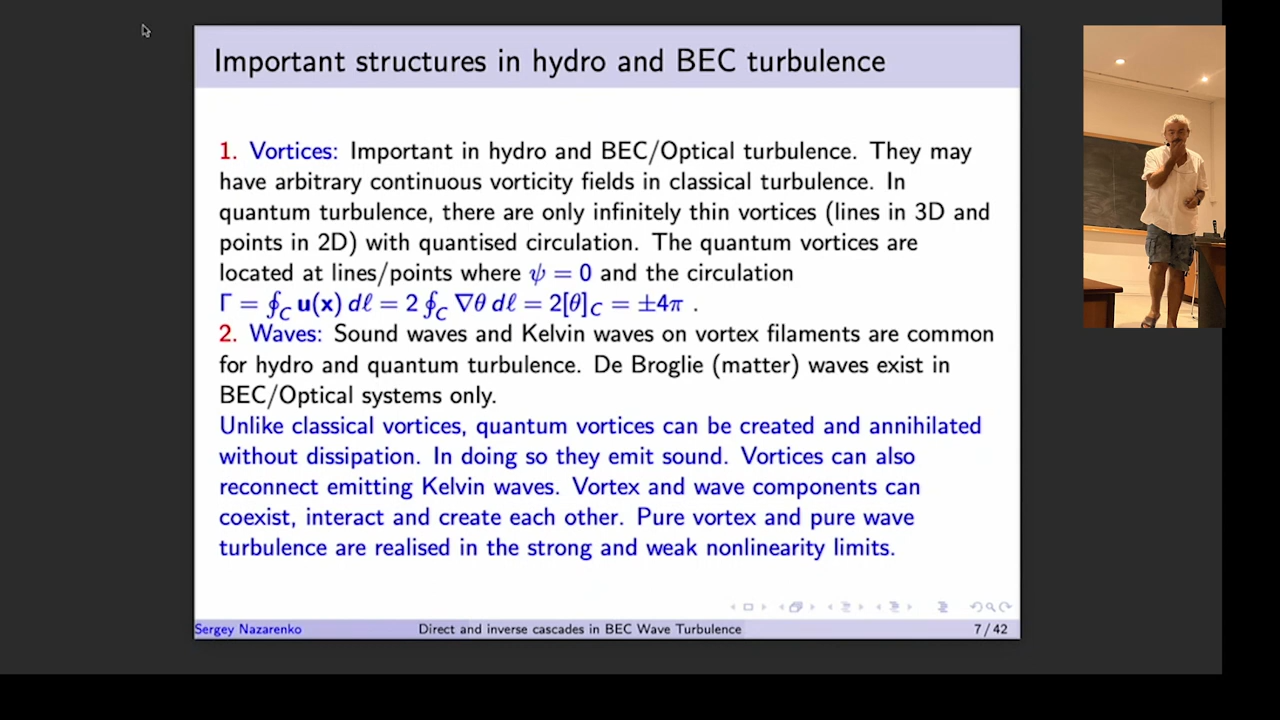 Important structures in hydro and BEC turbulence
1. Vortices: Important in hydro and BEC/Optical turbulence. They may
have arbitrary continuous vorticity fields in classical turbulence. In
quantum turbulence, there are only infinitely thin vortices (lines in 3D and
points in 2D) with quantised circulation. The quantum vortices are
located at lines/points where ψ = 0 and the circulation
Γ = ∮_C u(x) dℓ = 2 ∮_C ∇θ dℓ = 2[θ]_C = ±4π .
2. Waves: Sound waves and Kelvin waves on vortex filaments are common
for hydro and quantum turbulence. De Broglie (matter) waves exist in
BEC/Optical systems only.
Unlike classical vortices, quantum vortices can be created and annihilated
without dissipation. In doing so they emit sound. Vortices can also
reconnect emitting Kelvin waves. Vortex and wave components can
coexist, interact and create each other. Pure vortex and pure wave
turbulence are realised in the strong and weak nonlinearity limits.
Sergey Nazarenko Direct and inverse cascades in BEC Wave Turbulence 7 / 42